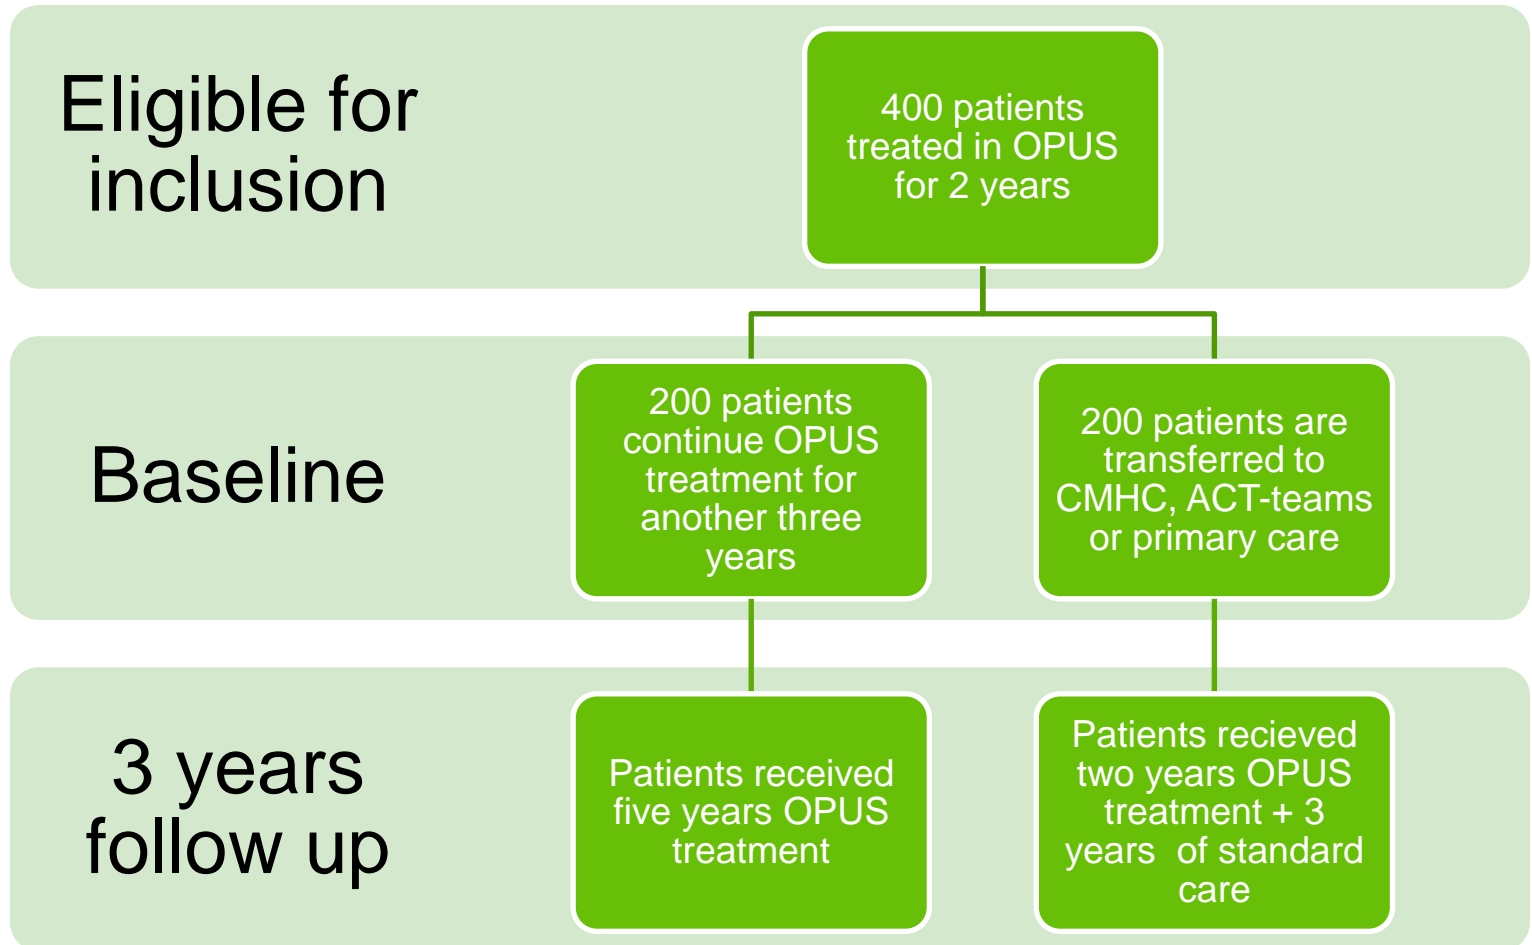 Eligible for
inclusion
400 patients
treated in OPUS
for 2 years
Baseline
200 patients
continue OPUS
treatment for
another three
years
200 patients are
transferred to
CMHC, ACT-teams
or primary care
3 years
follow up
Patients received
five years OPUS
treatment
Patients recieved
two years OPUS
treatment + 3
years  of standard
care